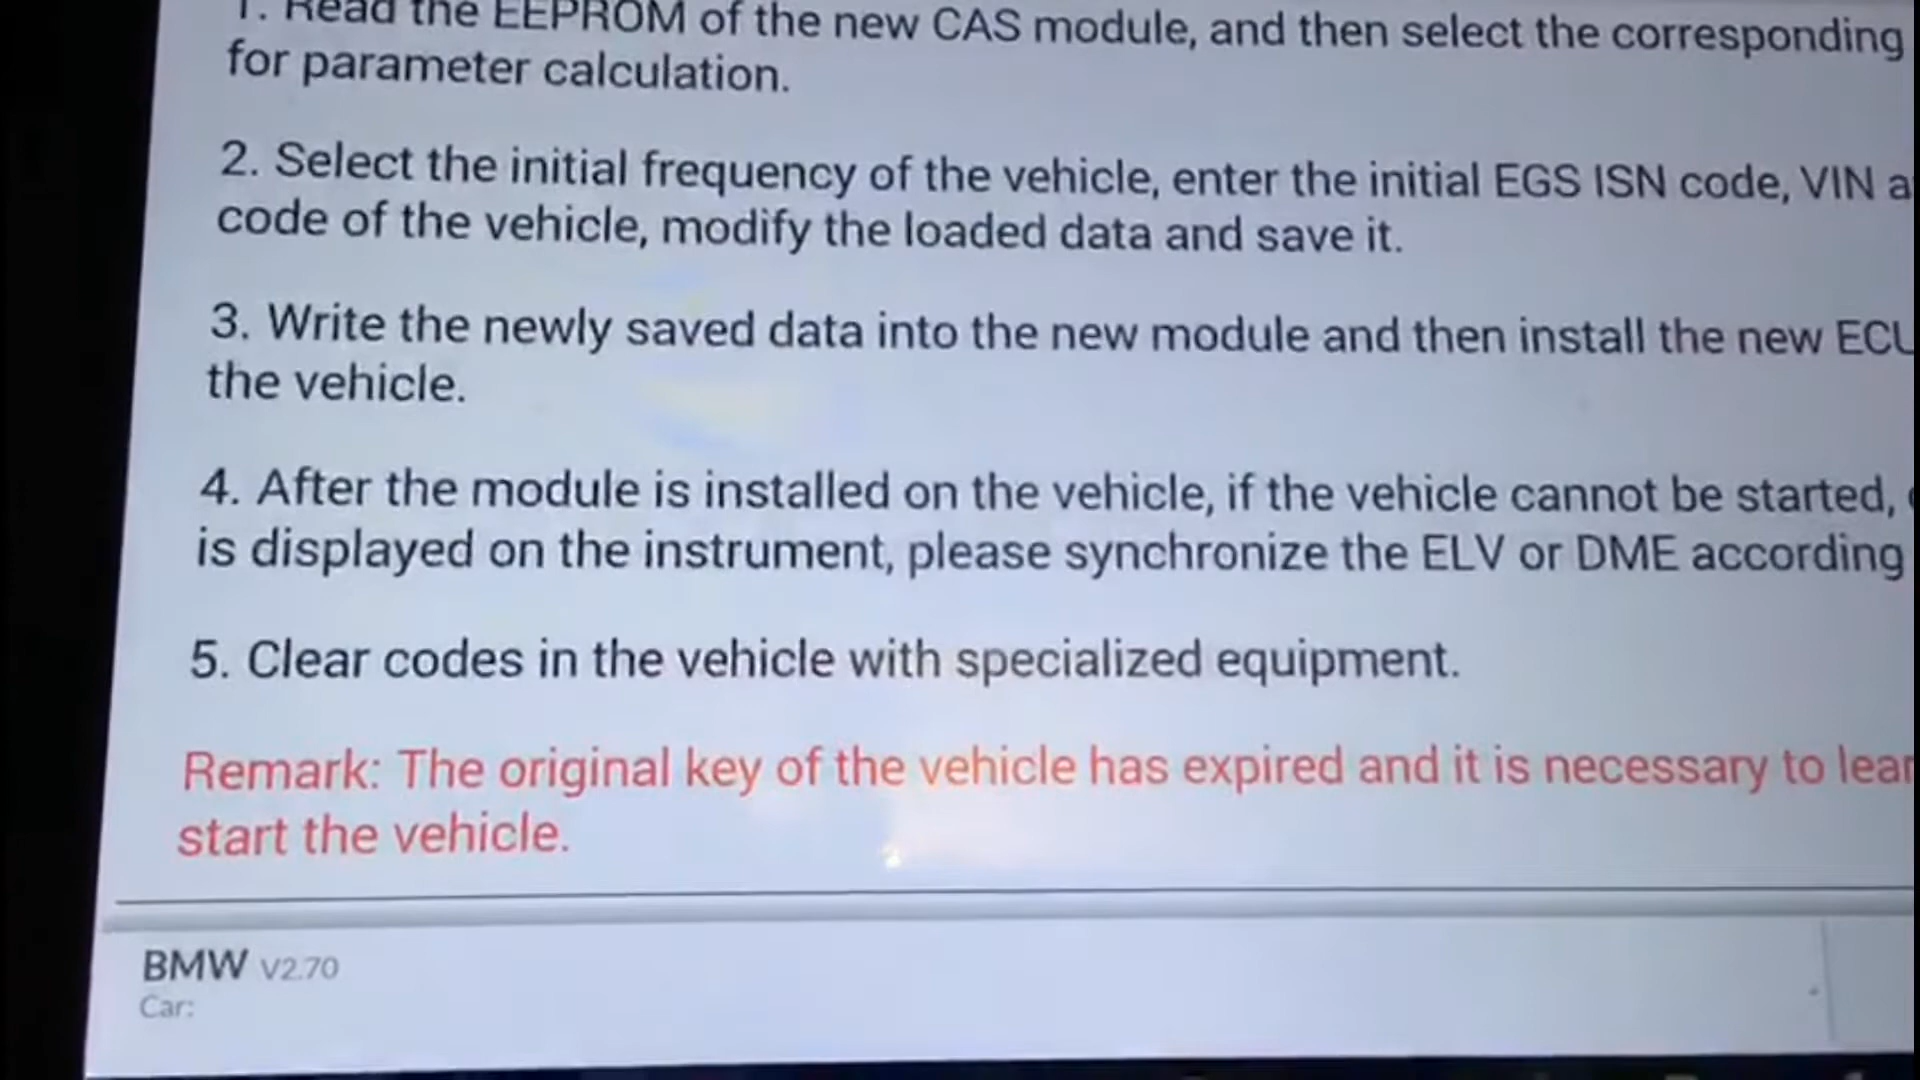 1. Read the EEPROM of the new CAS module, and then select the corresponding
for parameter calculation.
2. Select the initial frequency of the vehicle, enter the initial EGS ISN code, VIN
code of the vehicle, modify the loaded data and save it.
3. Write the newly saved data into the new module and then install the new
the vehicle.
4. After the module is installed on the vehicle, if the vehicle cannot be started,
is displayed on the instrument, please synchronize the ELV or DME according
5. Clear codes in the vehicle with specialized equipment.
Remark: The original key of the vehicle has expired and it is necessary to
start the vehicle.
BMW V2.70
Car: